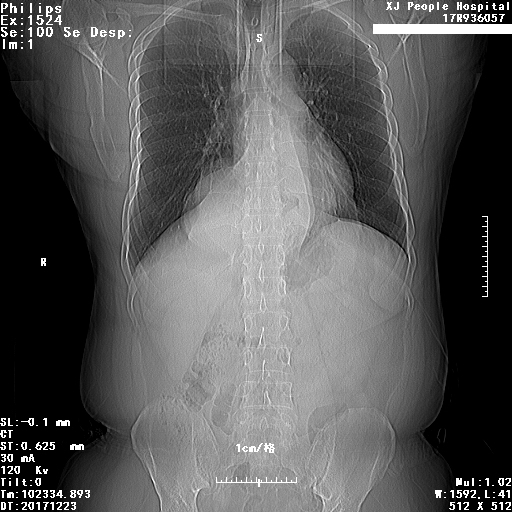 Philips
Ex:1524
Se:100 Se Desp:
Im:1
XJ People Hospital
17R936057
S
R
1cm/格
SL:-0.1 mm
CT
ST:0.625 mm
30 mA
120 Kv
Tilt:0
Tm:102334.893
DT:20171223
Mul:1.02
W:1592,L:41
512 X 512